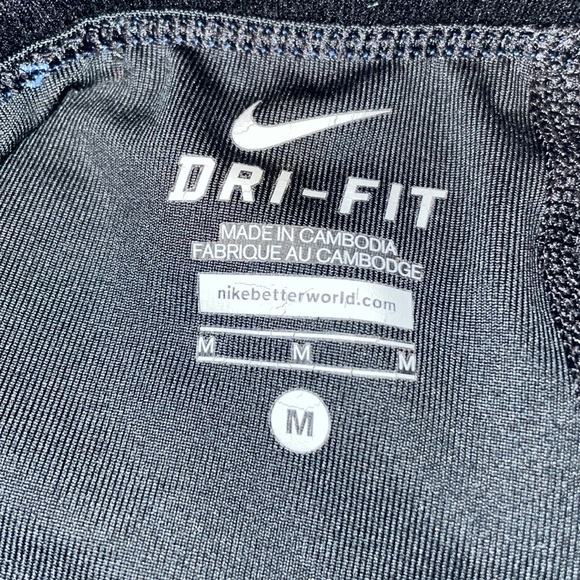 DRI-FIT
MADE IN CAMBODIA
FABRIQUE AU CAMBODGE
nikebetterworld.com
M M M
M